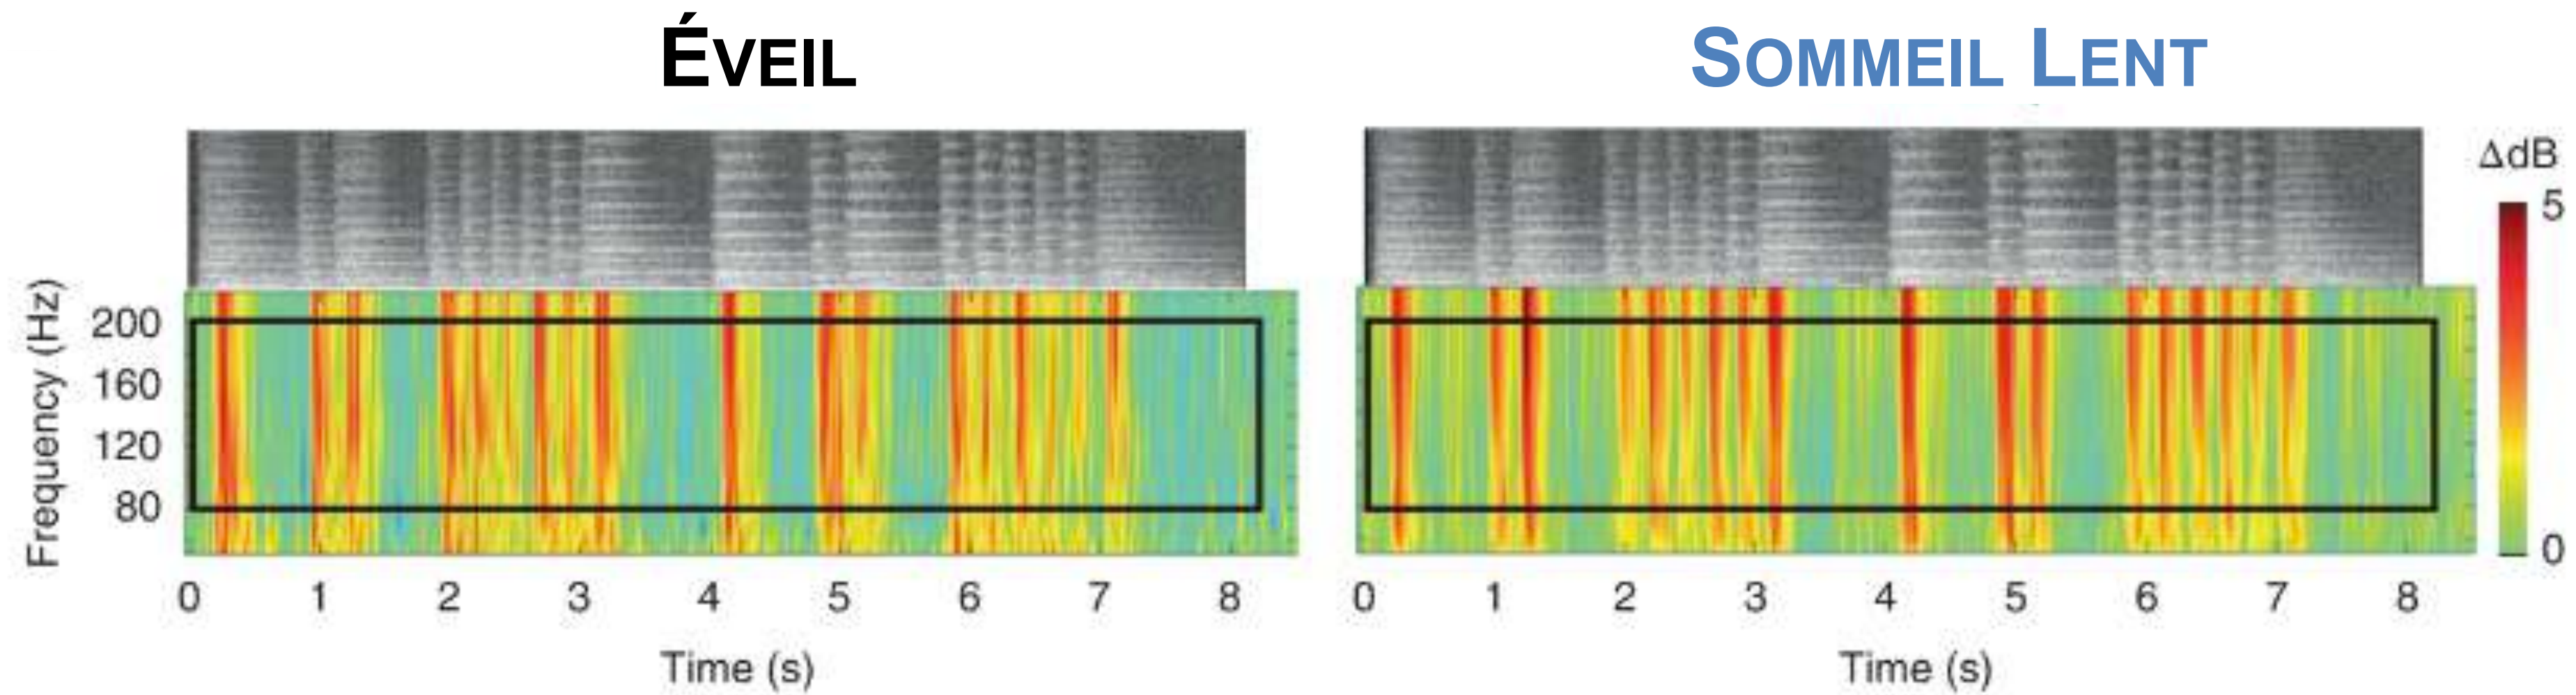 ÉVEIL
SOMMEIL LENT
ΔdB
5
0
Frequency (Hz)
200
160
120
80
0 1 2 3 4 5 6 7 8
Time (s)
0 1 2 3 4 5 6 7 8
Time (s)